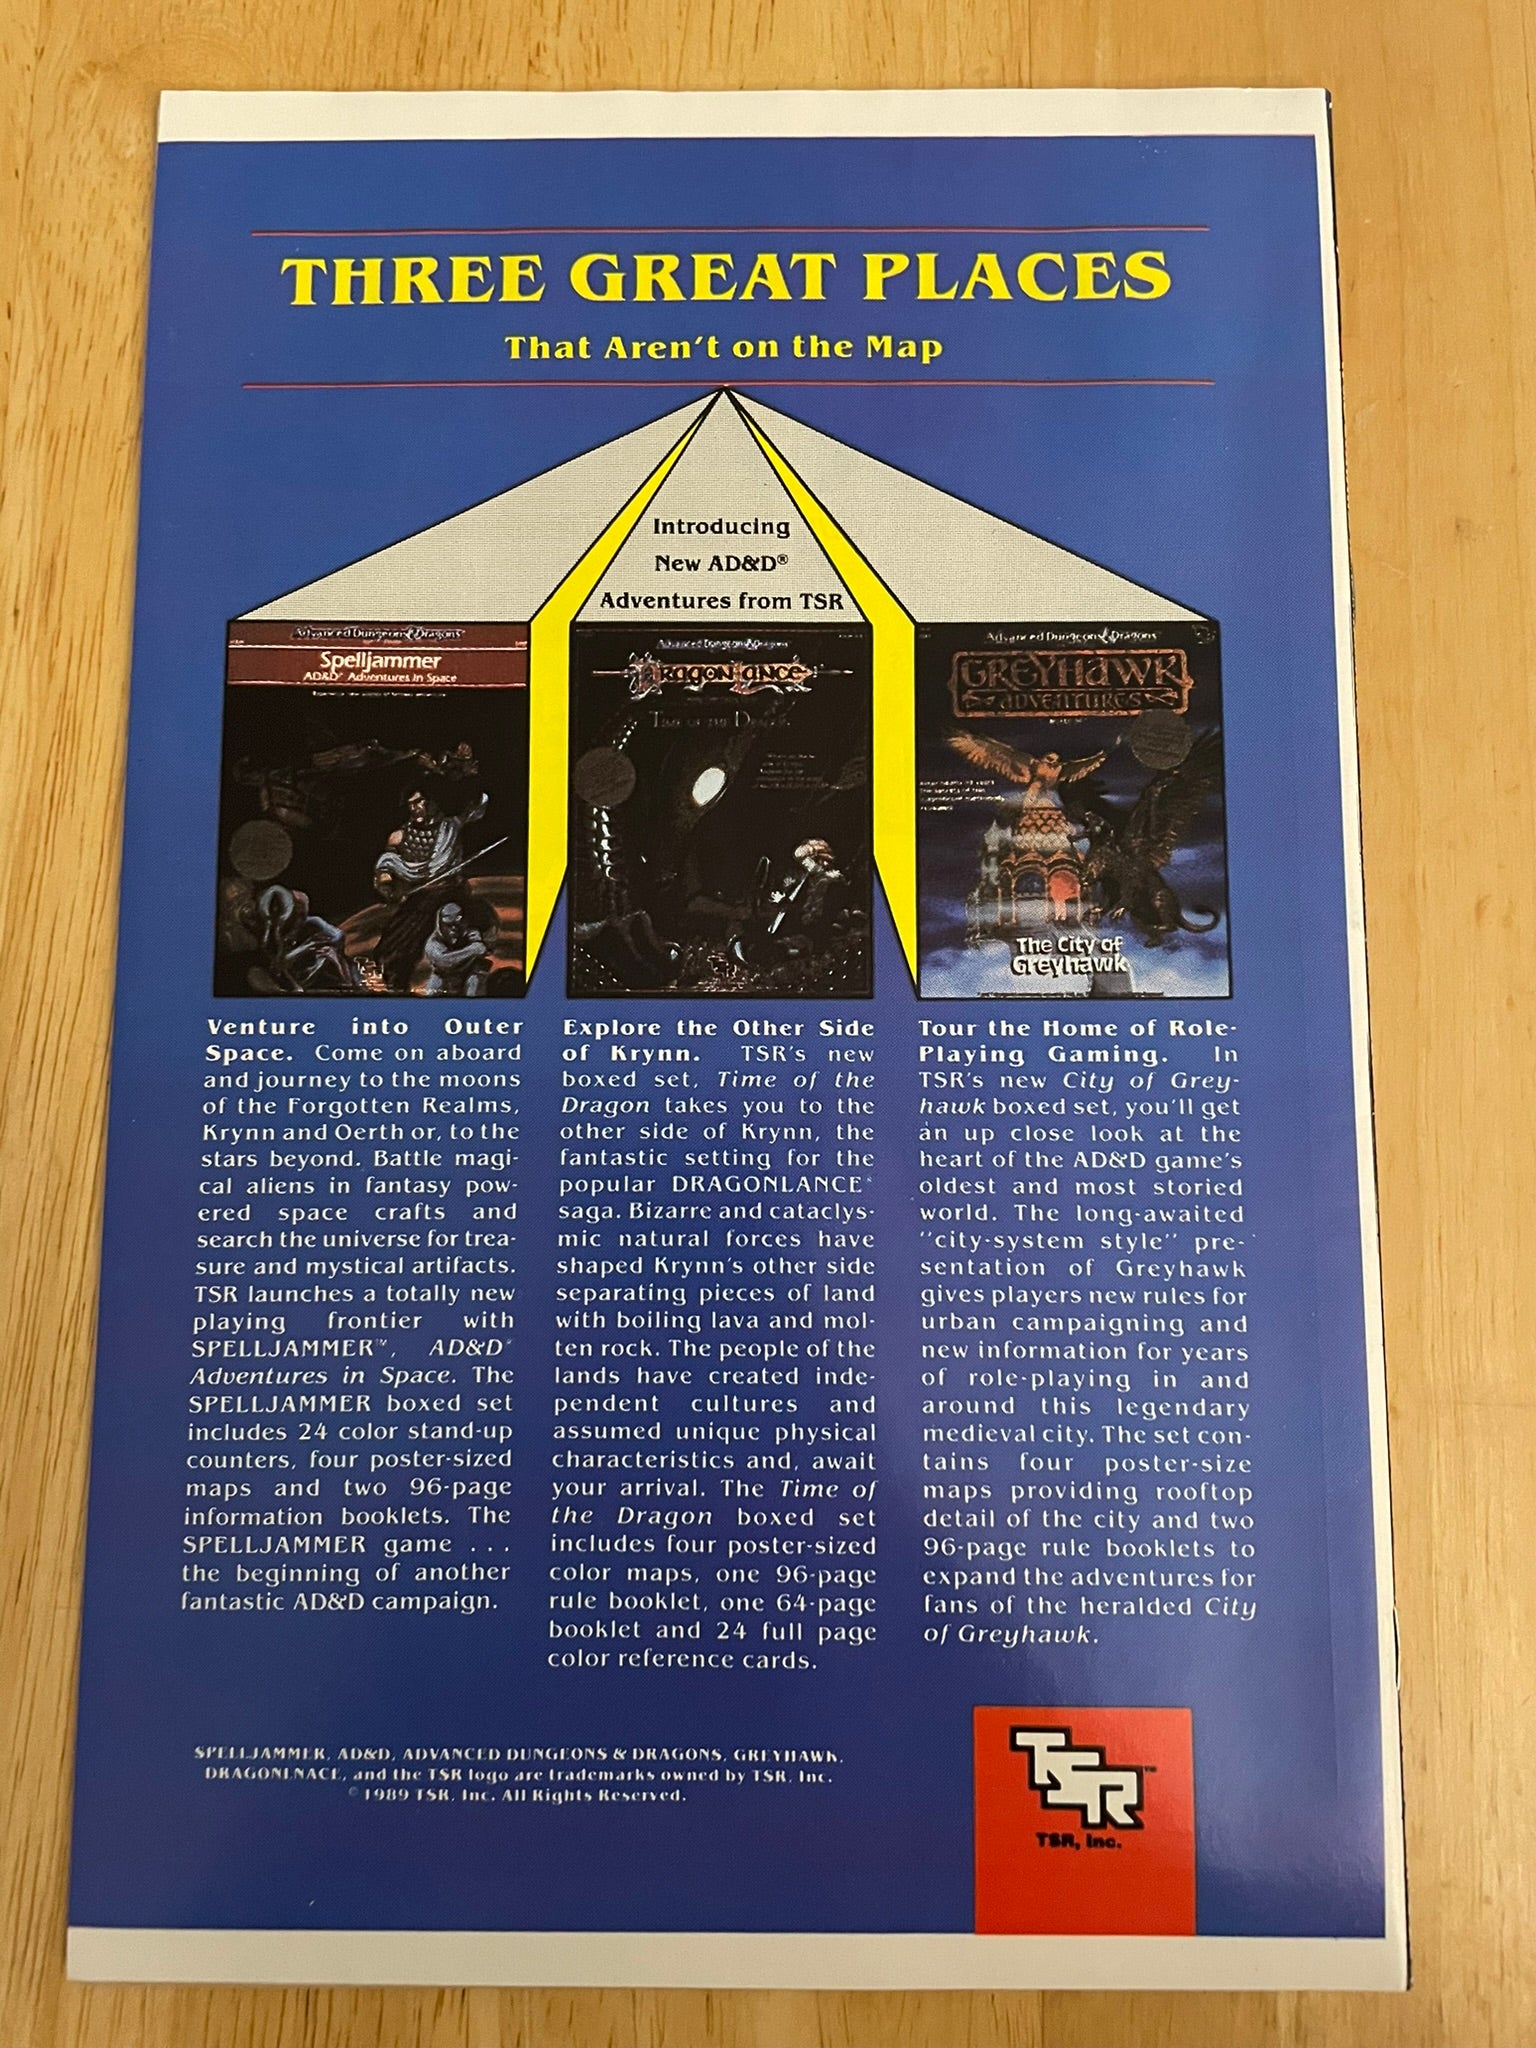 THREE GREAT PLACES
That Aren't on the Map
Introducing
New AD&D®
Adventures from TSR
Advanced Dungeons & Dragons
Spelljammer
AD&D® Adventures in Space
Advanced Dungeons & Dragons
DragonLance
Time of the Dragon
Advanced Dungeons & Dragons
GREYHAWK
ADVENTURES
The City of
Greyhawk
Venture into Outer
Space. Come on aboard
and journey to the moons
of the Forgotten Realms,
Krynn and Oerth or, to the
stars beyond. Battle magi-
cal aliens in fantasy pow-
ered space crafts and
search the universe for trea-
sure and mystical artifacts.
TSR launches a totally new
playing frontier with
SPELLJAMMER™, AD&D®
Adventures in Space. The
SPELLJAMMER boxed set
includes 24 color stand-up
counters, four poster-sized
maps and two 96-page
information booklets. The
SPELLJAMMER game . . .
the beginning of another
fantastic AD&D campaign.
Explore the Other Side
of Krynn. TSR's new
boxed set, Time of the
Dragon takes you to the
other side of Krynn, the
fantastic setting for the
popular DRAGONLANCE®
saga. Bizarre and cataclys-
mic natural forces have
shaped Krynn's other side
separating pieces of land
with boiling lava and mol-
ten rock. The people of the
lands have created inde-
pendent cultures and
assumed unique physical
characteristics and, await
your arrival. The Time of
the Dragon boxed set
includes four poster-sized
color maps, one 96-page
rule booklet, one 64-page
booklet and 24 full page
color reference cards.
Tour the Home of Role-
Playing Gaming. In
TSR's new City of Grey-
hawk boxed set, you'll get
an up close look at the
heart of the AD&D game's
oldest and most storied
world. The long-awaited
"city-system style" pre-
sentation of Greyhawk
gives players new rules for
urban campaigning and
new information for years
of role-playing in and
around this legendary
medieval city. The set con-
tains four poster-size
maps providing rooftop
detail of the city and two
96-page rule booklets to
expand the adventures for
fans of the heralded City
of Greyhawk.
SPELLJAMMER, AD&D, ADVANCED DUNGEONS & DRAGONS, GREYHAWK,
DRAGONLNACE, and the TSR logo are trademarks owned by TSR, Inc.
©1989 TSR, Inc. All Rights Reserved.
TSR™
TSR, Inc.